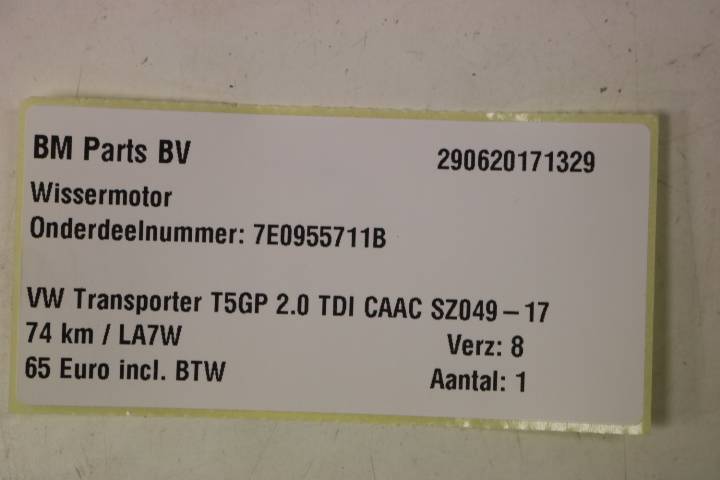 BM Parts BV 290620171329
Wissermotor
Onderdeelnummer: 7E0955711B
VW Transporter T5GP 2.0 TDI CAAC SZ049-17
74 km / LA7W Verz: 8
65 Euro incl. BTW Aantal: 1